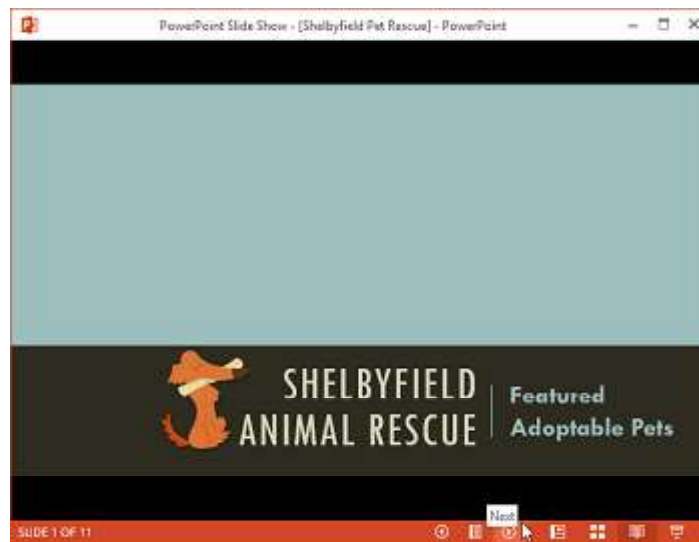 PowerPoint Slide Show - [Shelbyfield Pet Rescue] - PowerPoint
SHELBYFIELD
ANIMAL RESCUE
Featured
Adoptable Pets
Next
SLIDE 1 OF 11